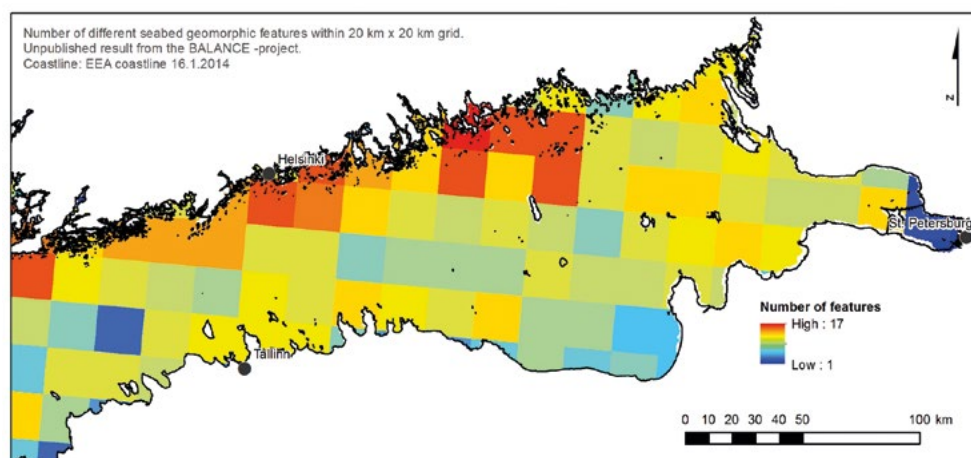 Number of different seabed geomorphic features within 20 km x 20 km grid.
Unpublished result from the BALANCE -project.
Coastline: EEA coastline 16.1.2014
N
Helsinki
St. Petersburg
Tallinn
Number of features
High : 17
Low : 1
0 10 20 30 40 50 100 km